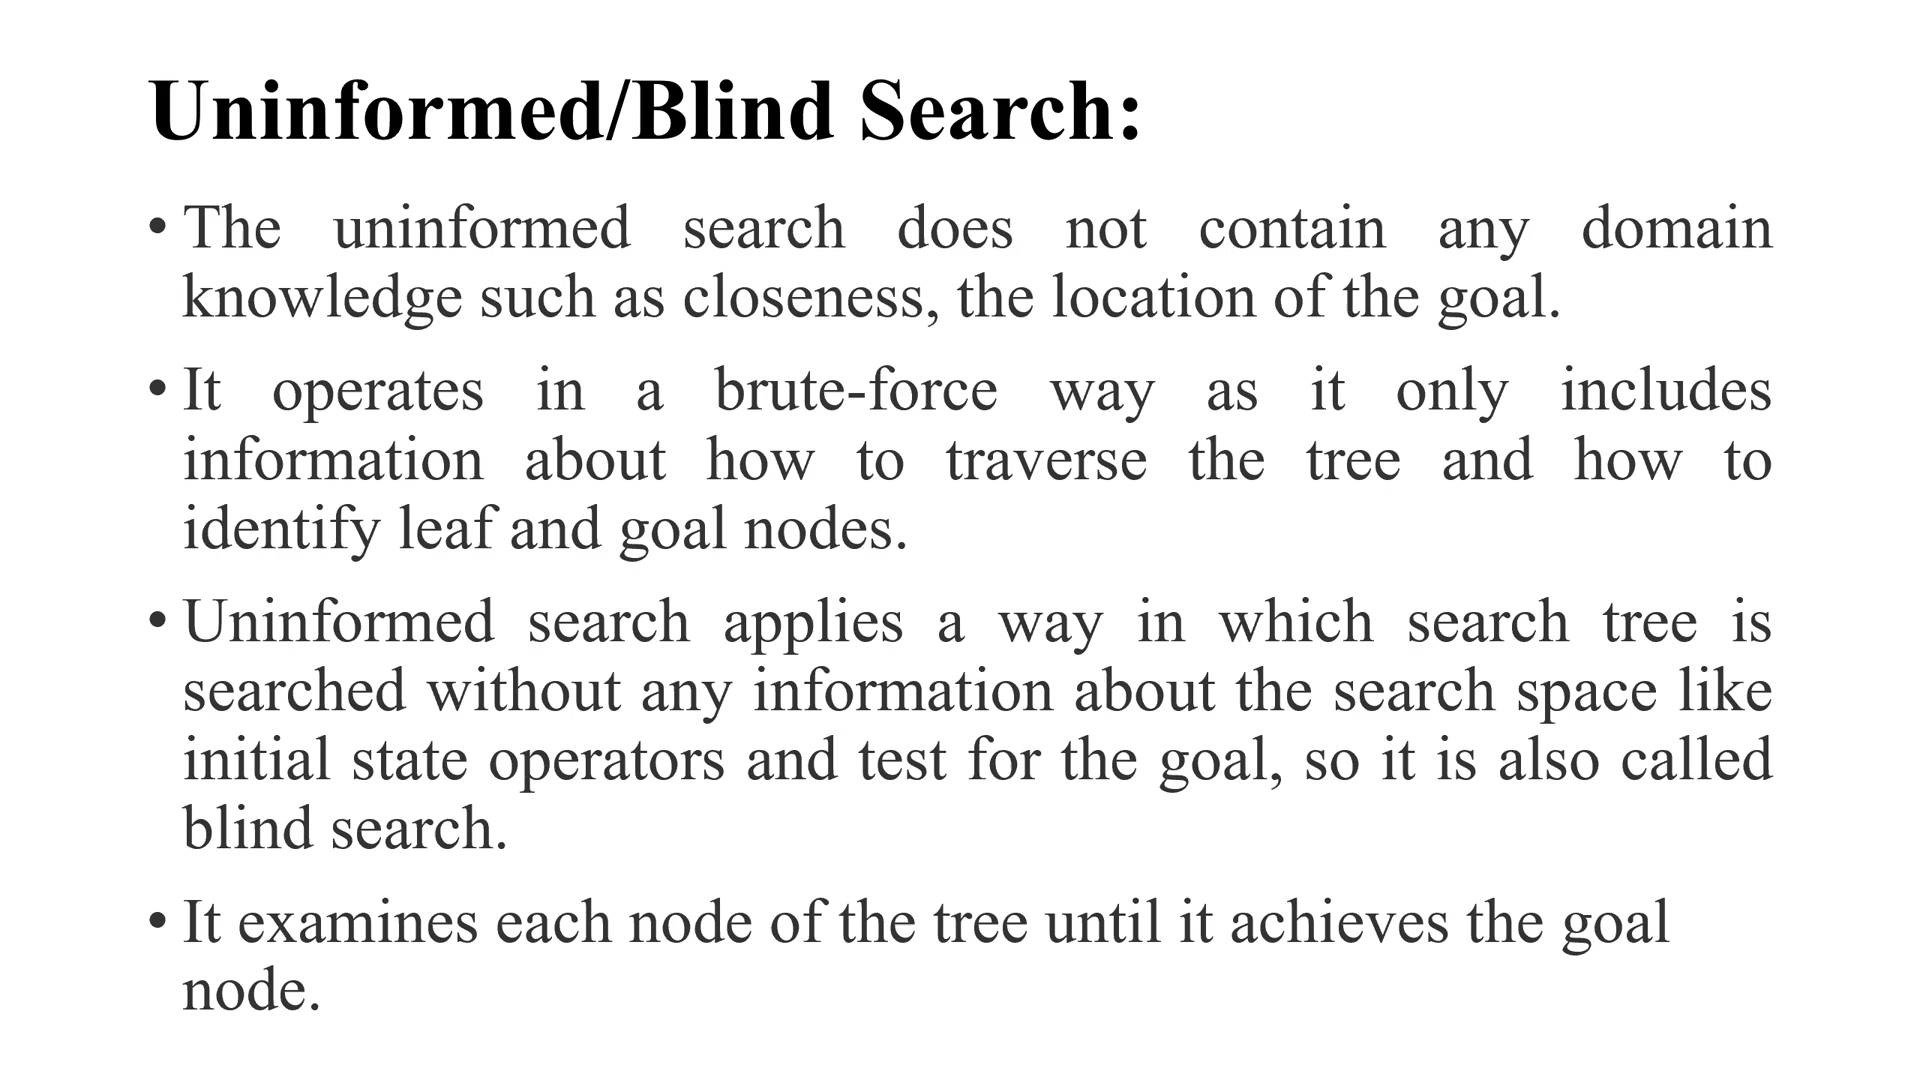 Uninformed/Blind Search:
• The uninformed search does not contain any domain
knowledge such as closeness, the location of the goal.
• It operates in a brute-force way as it only includes
information about how to traverse the tree and how to
identify leaf and goal nodes.
• Uninformed search applies a way in which search tree is
searched without any information about the search space like
initial state operators and test for the goal, so it is also called
blind search.
• It examines each node of the tree until it achieves the goal
node.